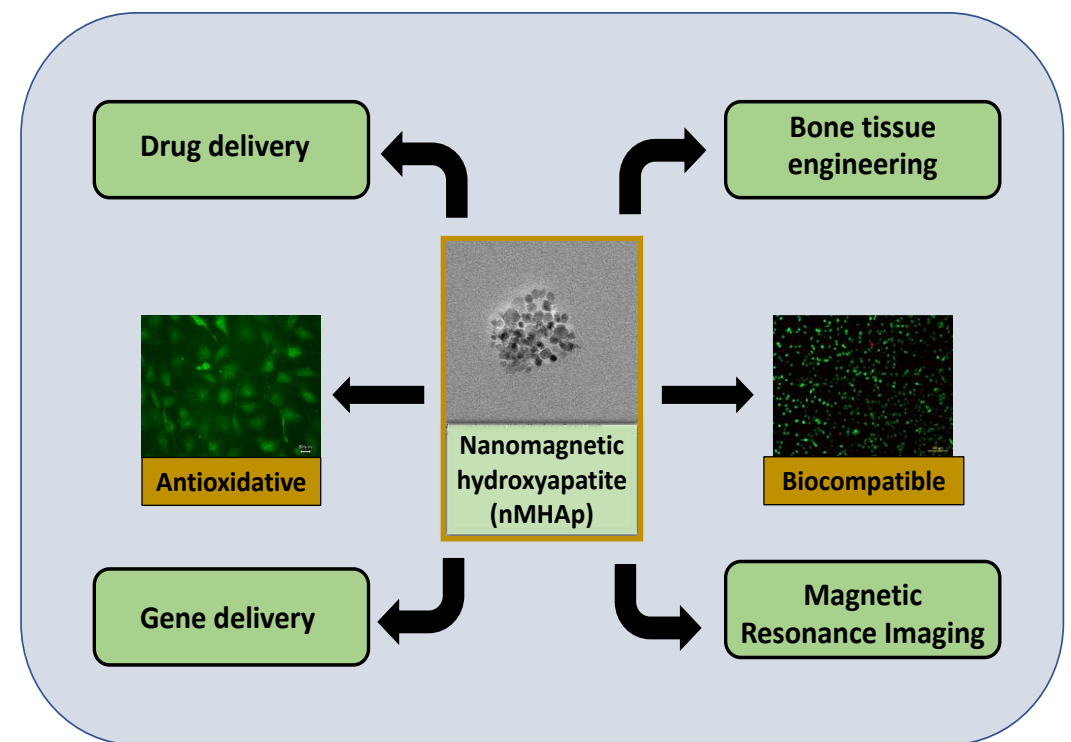 Drug delivery
Bone tissue
engineering
Nanomagnetic
hydroxyapatite
(nMHAp)
Antioxidative
Biocompatible
Gene delivery
Magnetic
Resonance Imaging